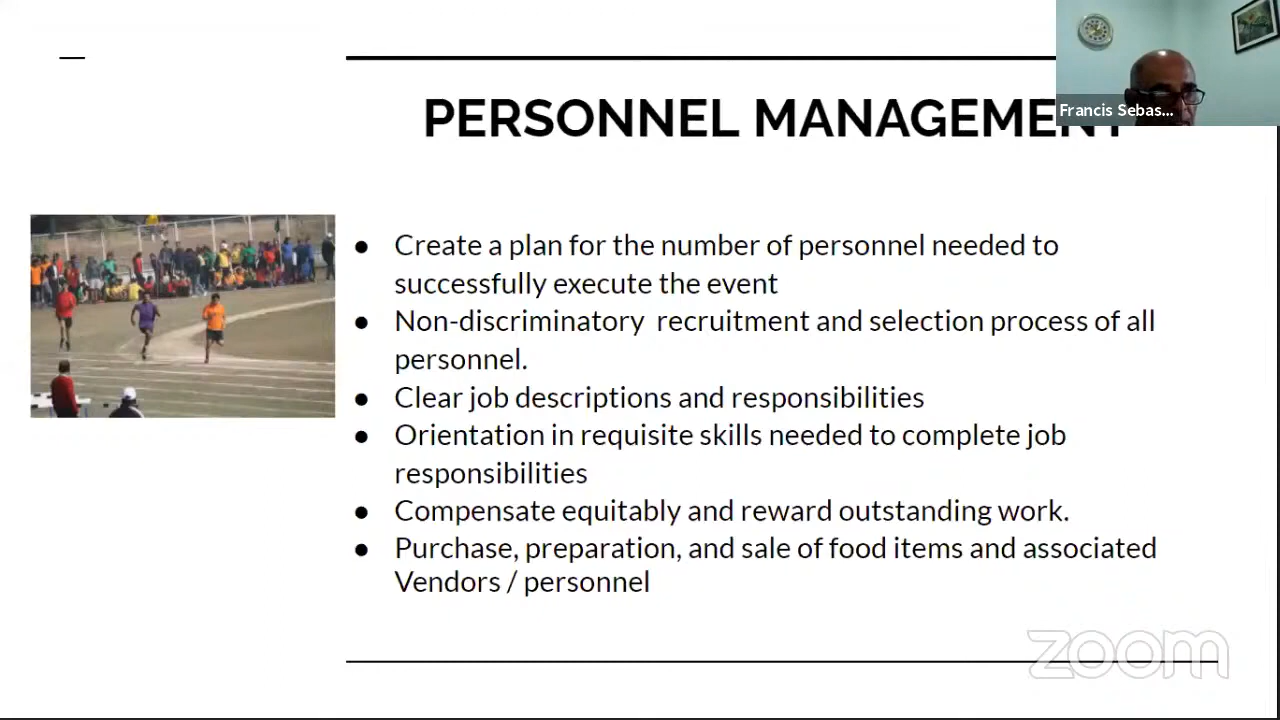 Francis Sebas...
PERSONNEL MANAGEMENT
● Create a plan for the number of personnel needed to
successfully execute the event
● Non-discriminatory recruitment and selection process of all
personnel.
● Clear job descriptions and responsibilities
● Orientation in requisite skills needed to complete job
responsibilities
● Compensate equitably and reward outstanding work.
● Purchase, preparation, and sale of food items and associated
Vendors / personnel
zoom